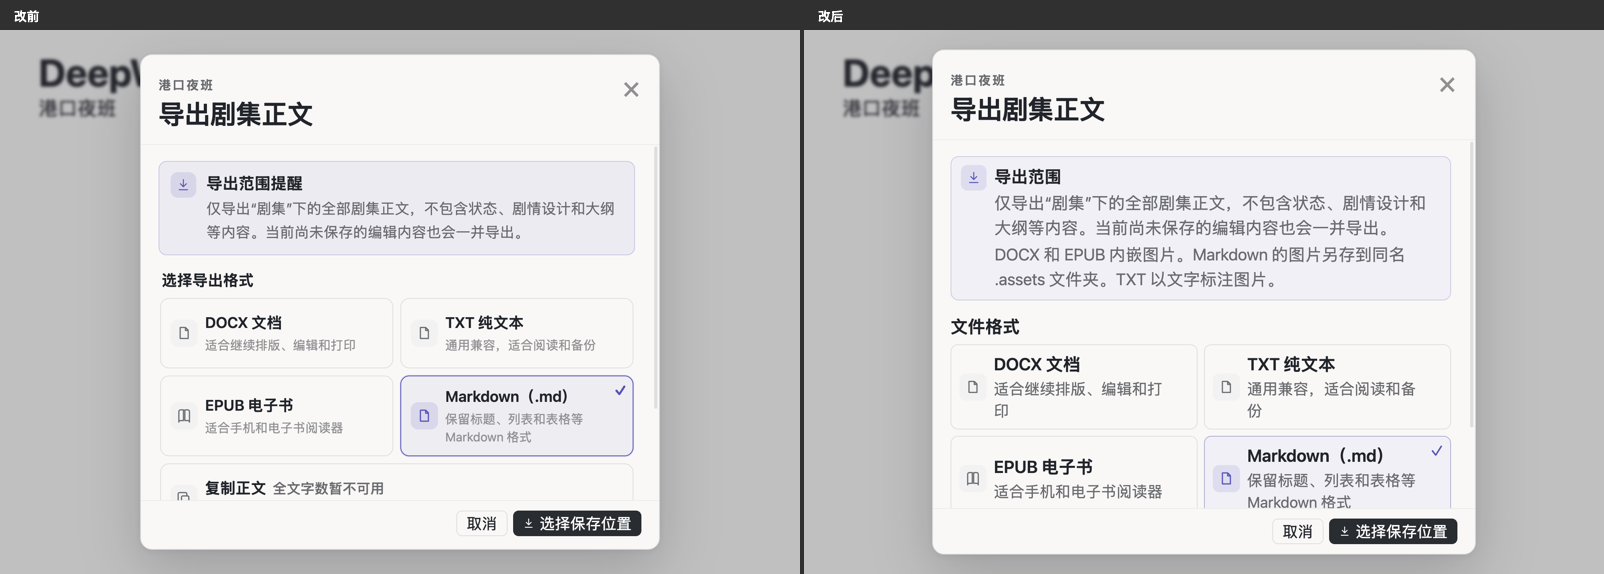 改前
DeepW
港口夜班
港口夜班
导出剧集正文
导出范围提醒
仅导出“剧集”下的全部剧集正文，不包含状态、剧情设计和大纲
等内容。当前尚未保存的编辑内容也会一并导出。
选择导出格式
DOCX 文档
适合继续排版、编辑和打印
TXT 纯文本
通用兼容，适合阅读和备份
EPUB 电子书
适合手机和电子书阅读器
Markdown（.md）
保留标题、列表和表格等
Markdown 格式
复制正文 全文字数暂不可用
取消
选择保存位置
改后
Deep
港口夜班
港口夜班
导出剧集正文
导出范围
仅导出“剧集”下的全部剧集正文，不包含状态、剧情设计和
大纲等内容。当前尚未保存的编辑内容也会一并导出。
DOCX 和 EPUB 内嵌图片。Markdown 的图片另存到同名
.assets 文件夹。TXT 以文字标注图片。
文件格式
DOCX 文档
适合继续排版、编辑和打
印
TXT 纯文本
通用兼容，适合阅读和备
份
EPUB 电子书
适合手机和电子书阅读器
Markdown（.md）
保留标题、列表和表格等
Markdown 格式
取消
选择保存位置